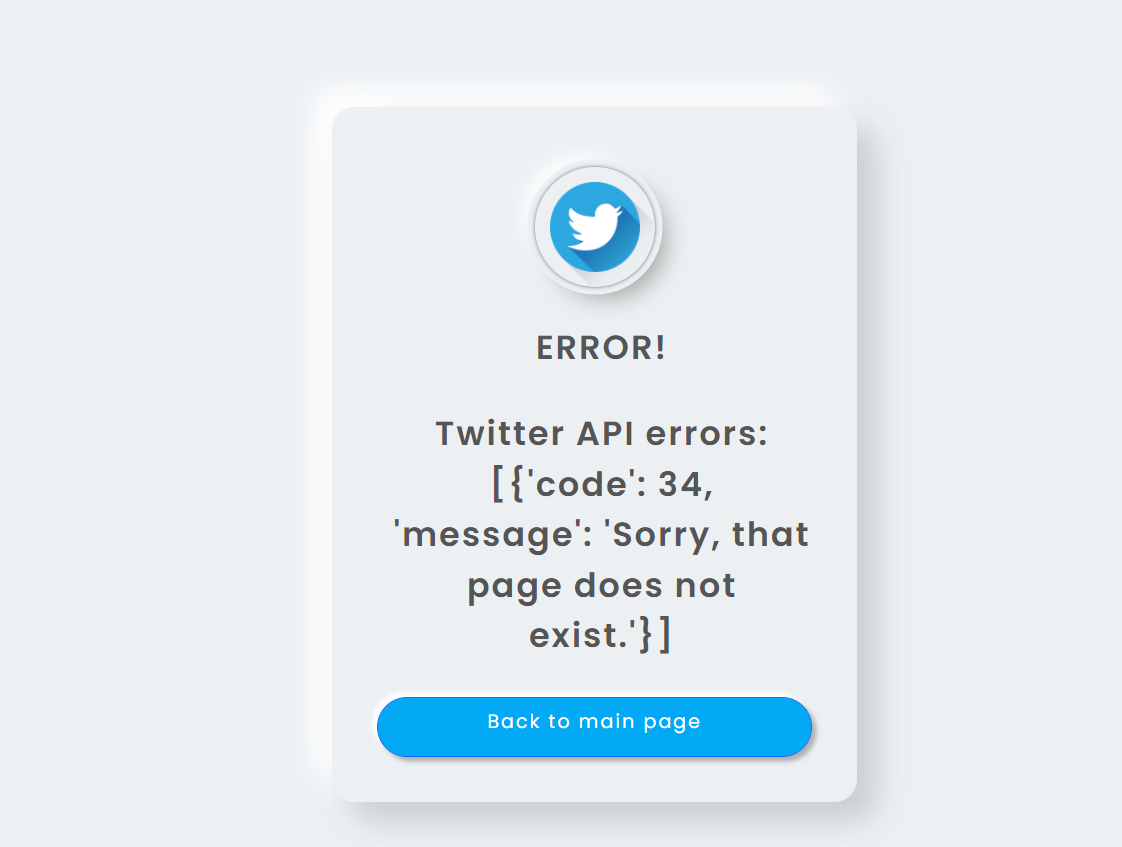 ERROR!
Twitter API errors:
[{'code': 34,
'message': 'Sorry, that
page does not
exist.'}]
Back to main page